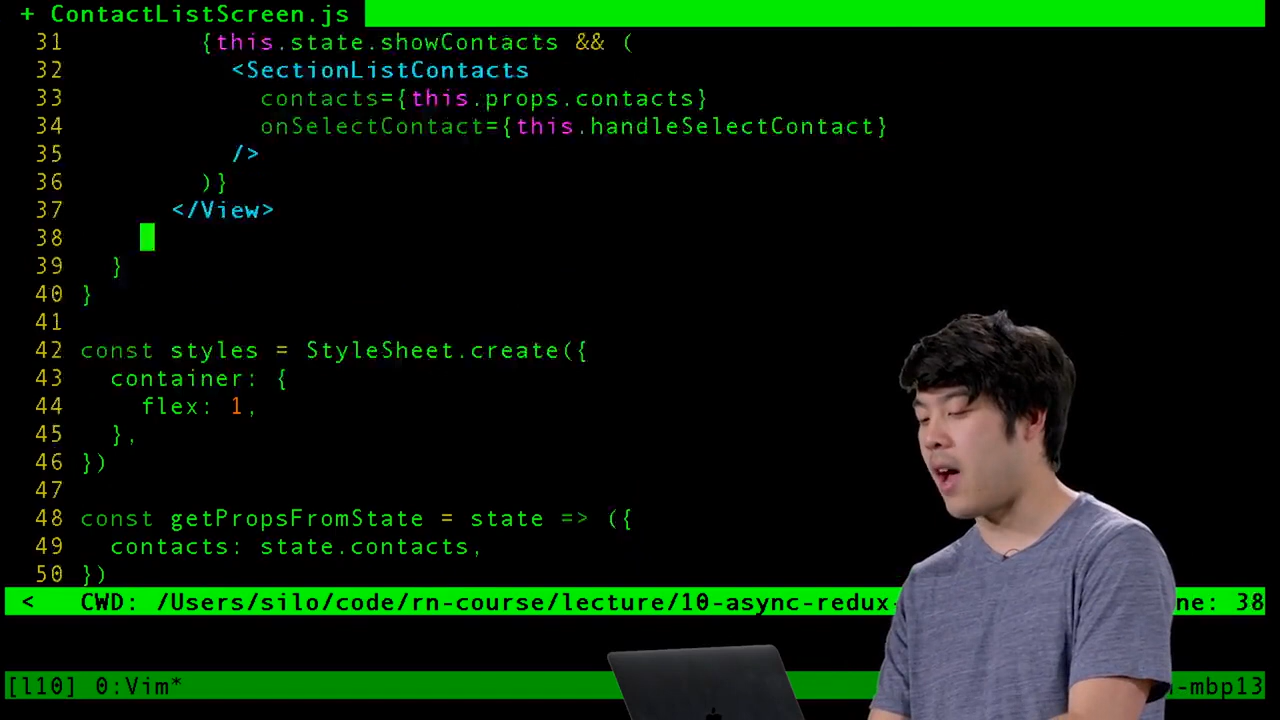 + ContactListScreen.js
31 {this.state.showContacts && (
32 <SectionListContacts
33 contacts={this.props.contacts}
34 onSelectContact={this.handleSelectContact}
35 />
36 )}
37 </View>
38
39 }
40 }
41
42 const styles = StyleSheet.create({
43 container: {
44 flex: 1,
45 },
46 })
47
48 const getPropsFromState = state => ({
49 contacts: state.contacts,
50 })
< CWD: /Users/silo/code/rn-course/lecture/10-async-redux- ne: 38
[l10] 0:Vim* -mbp13